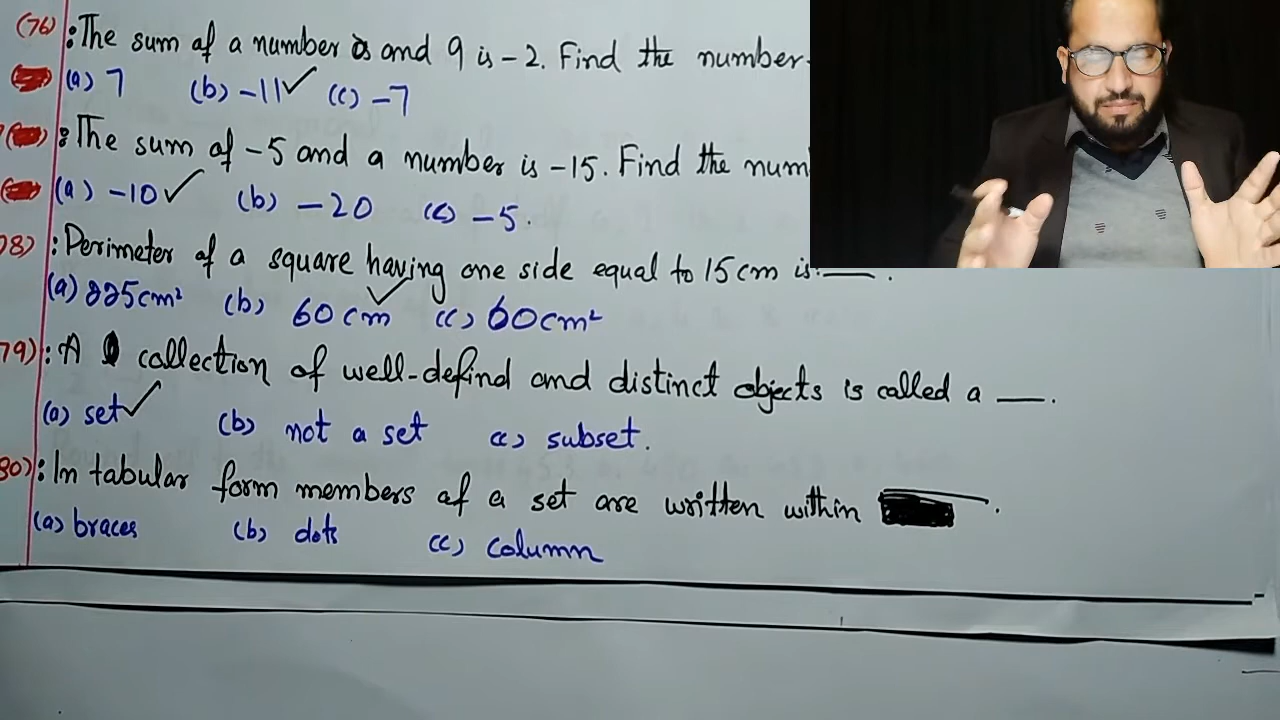 (76) : The sum of a number and 9 is -2. Find the number.
(a) 7 (b) -11 ✓ (c) -7
: The sum of -5 and a number is -15. Find the num
(a) -10 ✓ (b) -20 (c) -5.
78) : Perimeter of a square having one side equal to 15cm is: ___.
(a) 225cm² (b) 60cm ✓ (c) 60cm²
79) : A collection of well-defind and distinct objects is called a ___.
(a) set ✓ (b) not a set (c) subset.
80) : In tabular form members of a set are written within ___.
(a) braces (b) dots (c) column